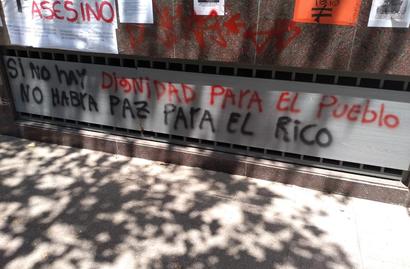 ASESINO
SI NO HAY DIGNIDAD PARA EL PUEBLO
NO HABRA PAZ PARA EL RICO